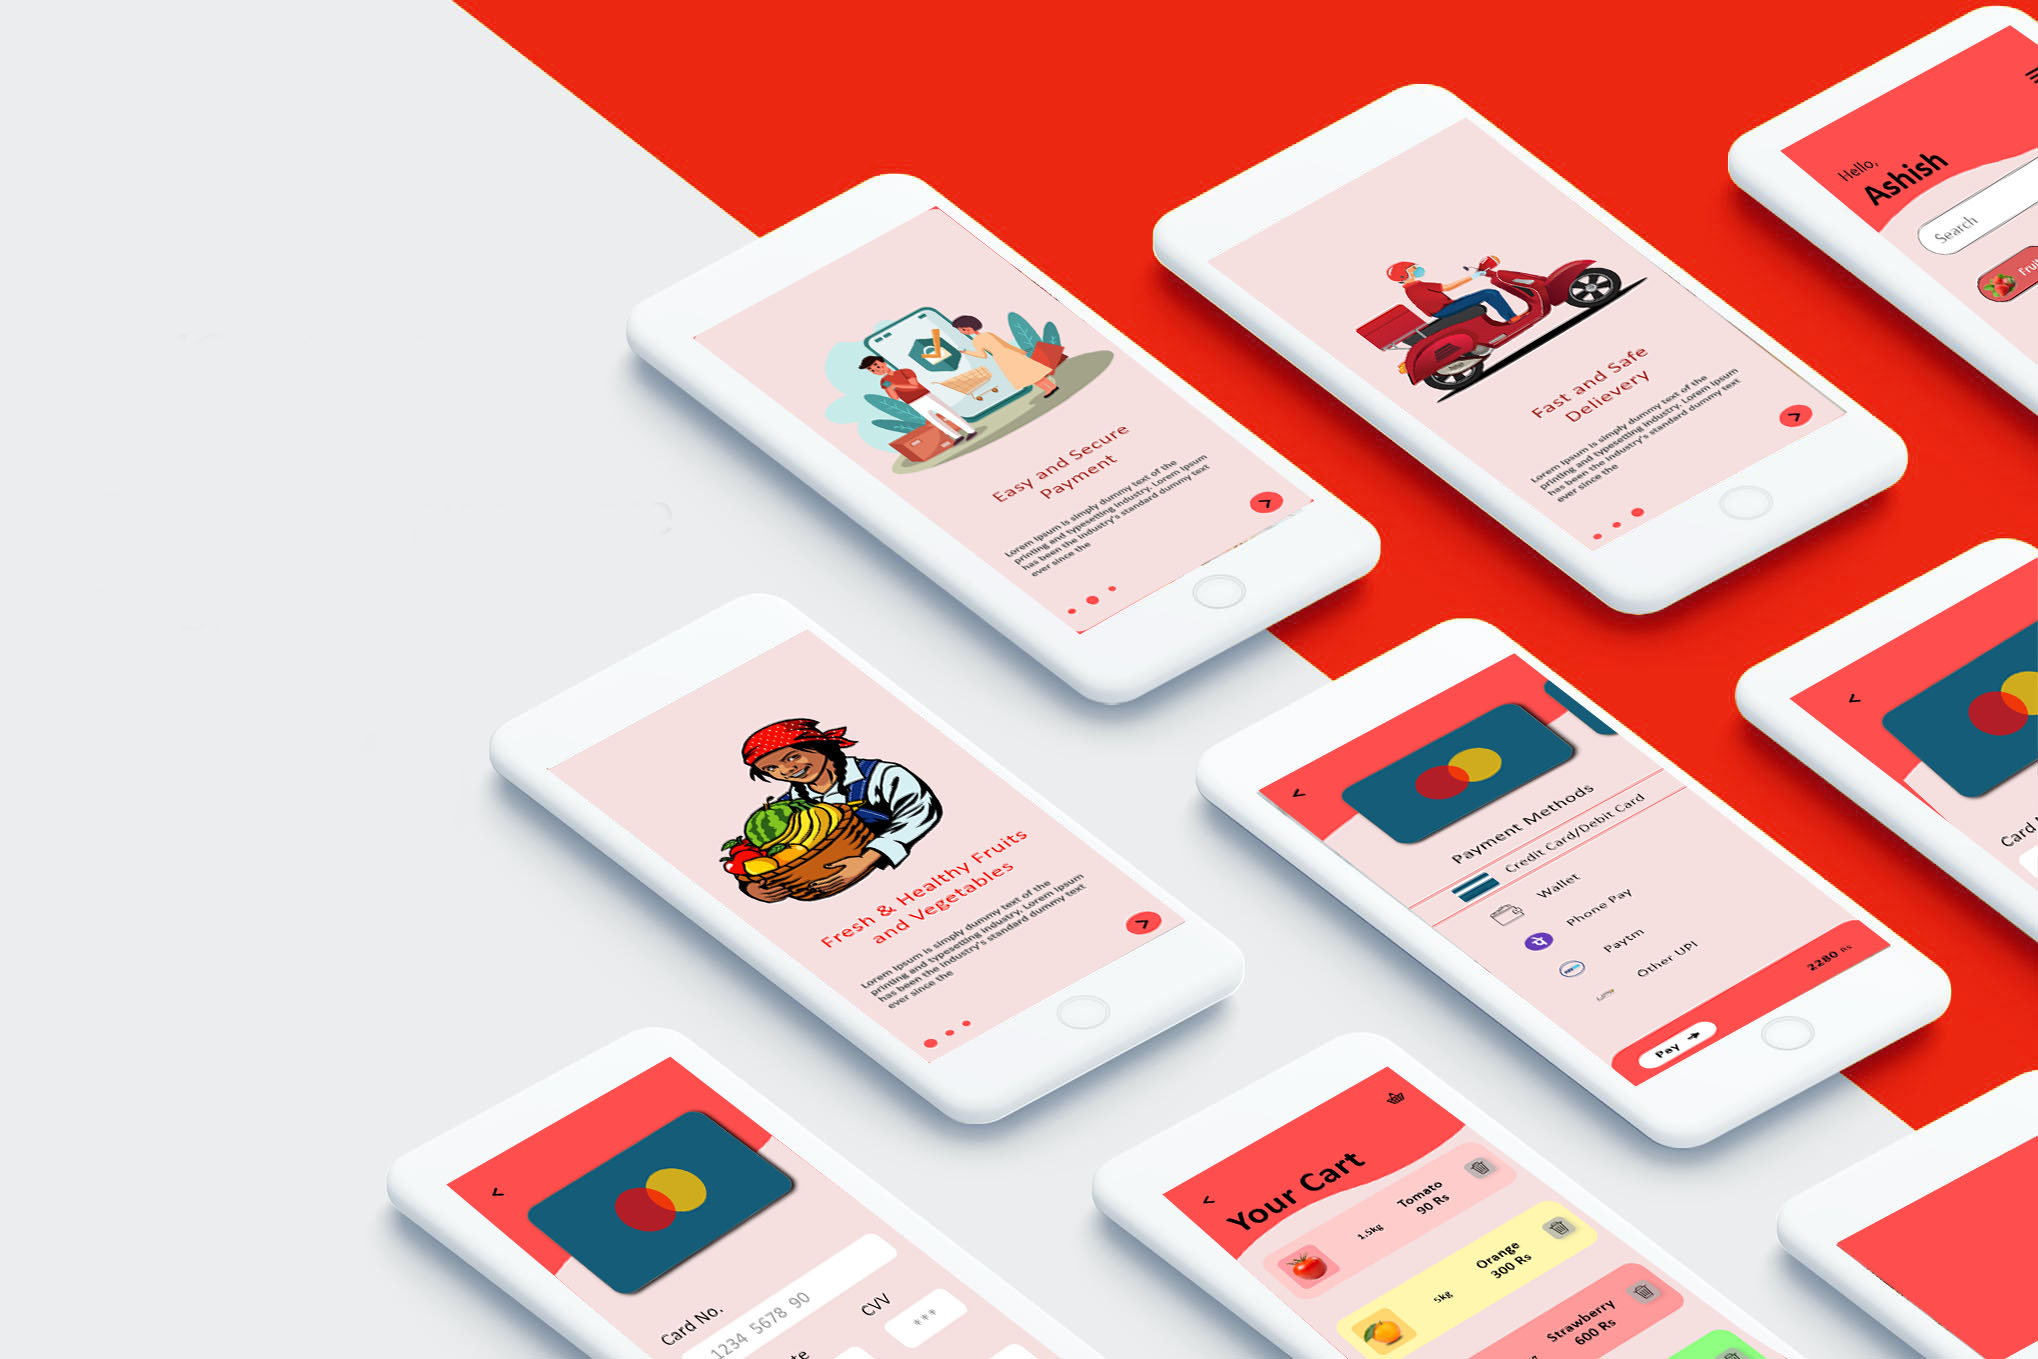 Hello,
Ashish
Search
Easy and Secure
Payment
Lorem Ipsum is simply dummy text of the
printing and typesetting industry. Lorem Ipsum
has been the industry's standard dummy text
ever since the
Fast and Safe
Delievery
Lorem Ipsum is simply dummy text of the
printing and typesetting industry. Lorem Ipsum
has been the industry's standard dummy text
ever since the
Fresh & Healthy Fruits
and Vegetables
Lorem Ipsum is simply dummy text of the
printing and typesetting industry. Lorem Ipsum
has been the industry's standard dummy text
ever since the
Payment Methods
Credit Card/Debit Card
Wallet
Phone Pay
Paytm
Other UPI
2280 Rs
Pay
Card
Card No.
1234 5678 90
CVV
***
Your Cart
Tomato
90 Rs
1.5kg
Orange
300 Rs
5kg
Strawberry
600 Rs